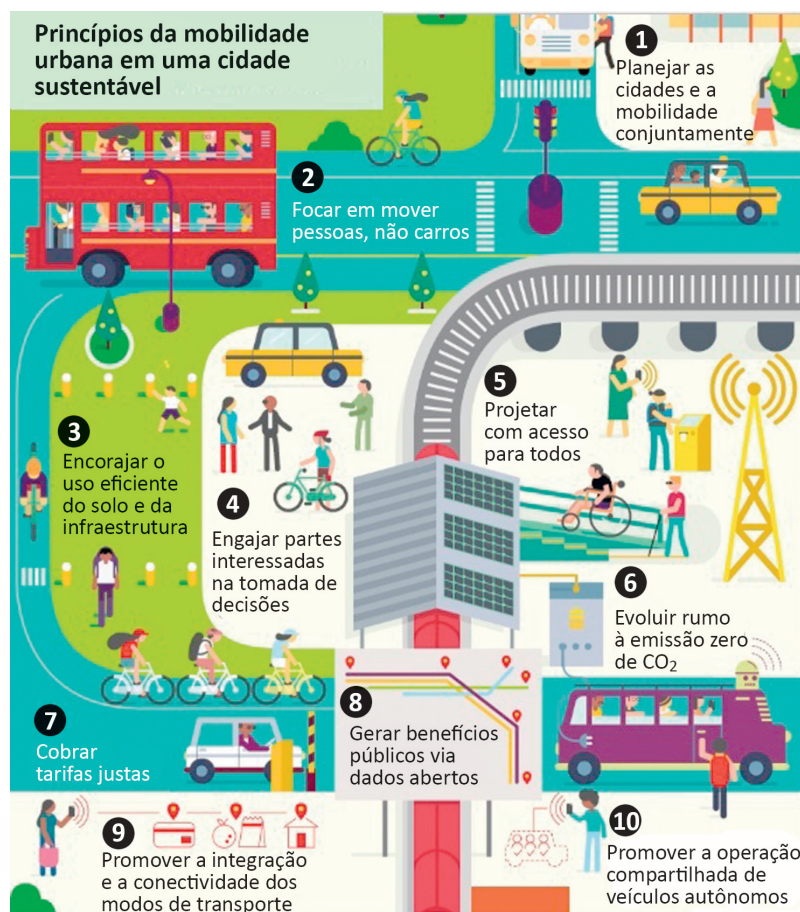 Princípios da mobilidade
urbana em uma cidade
sustentável
1
Planejar as
cidades e a
mobilidade
conjuntamente
2
Focar em mover
pessoas, não carros
3
Encorajar o
uso eficiente
do solo e da
infraestrutura
4
Engajar partes
interessadas
na tomada de
decisões
5
Projetar
com acesso
para todos
6
Evoluir rumo
à emissão zero
de CO₂
7
Cobrar
tarifas justas
8
Gerar benefícios
públicos via
dados abertos
9
Promover a integração
e a conectividade dos
modos de transporte
10
Promover a operação
compartilhada de
veículos autônomos